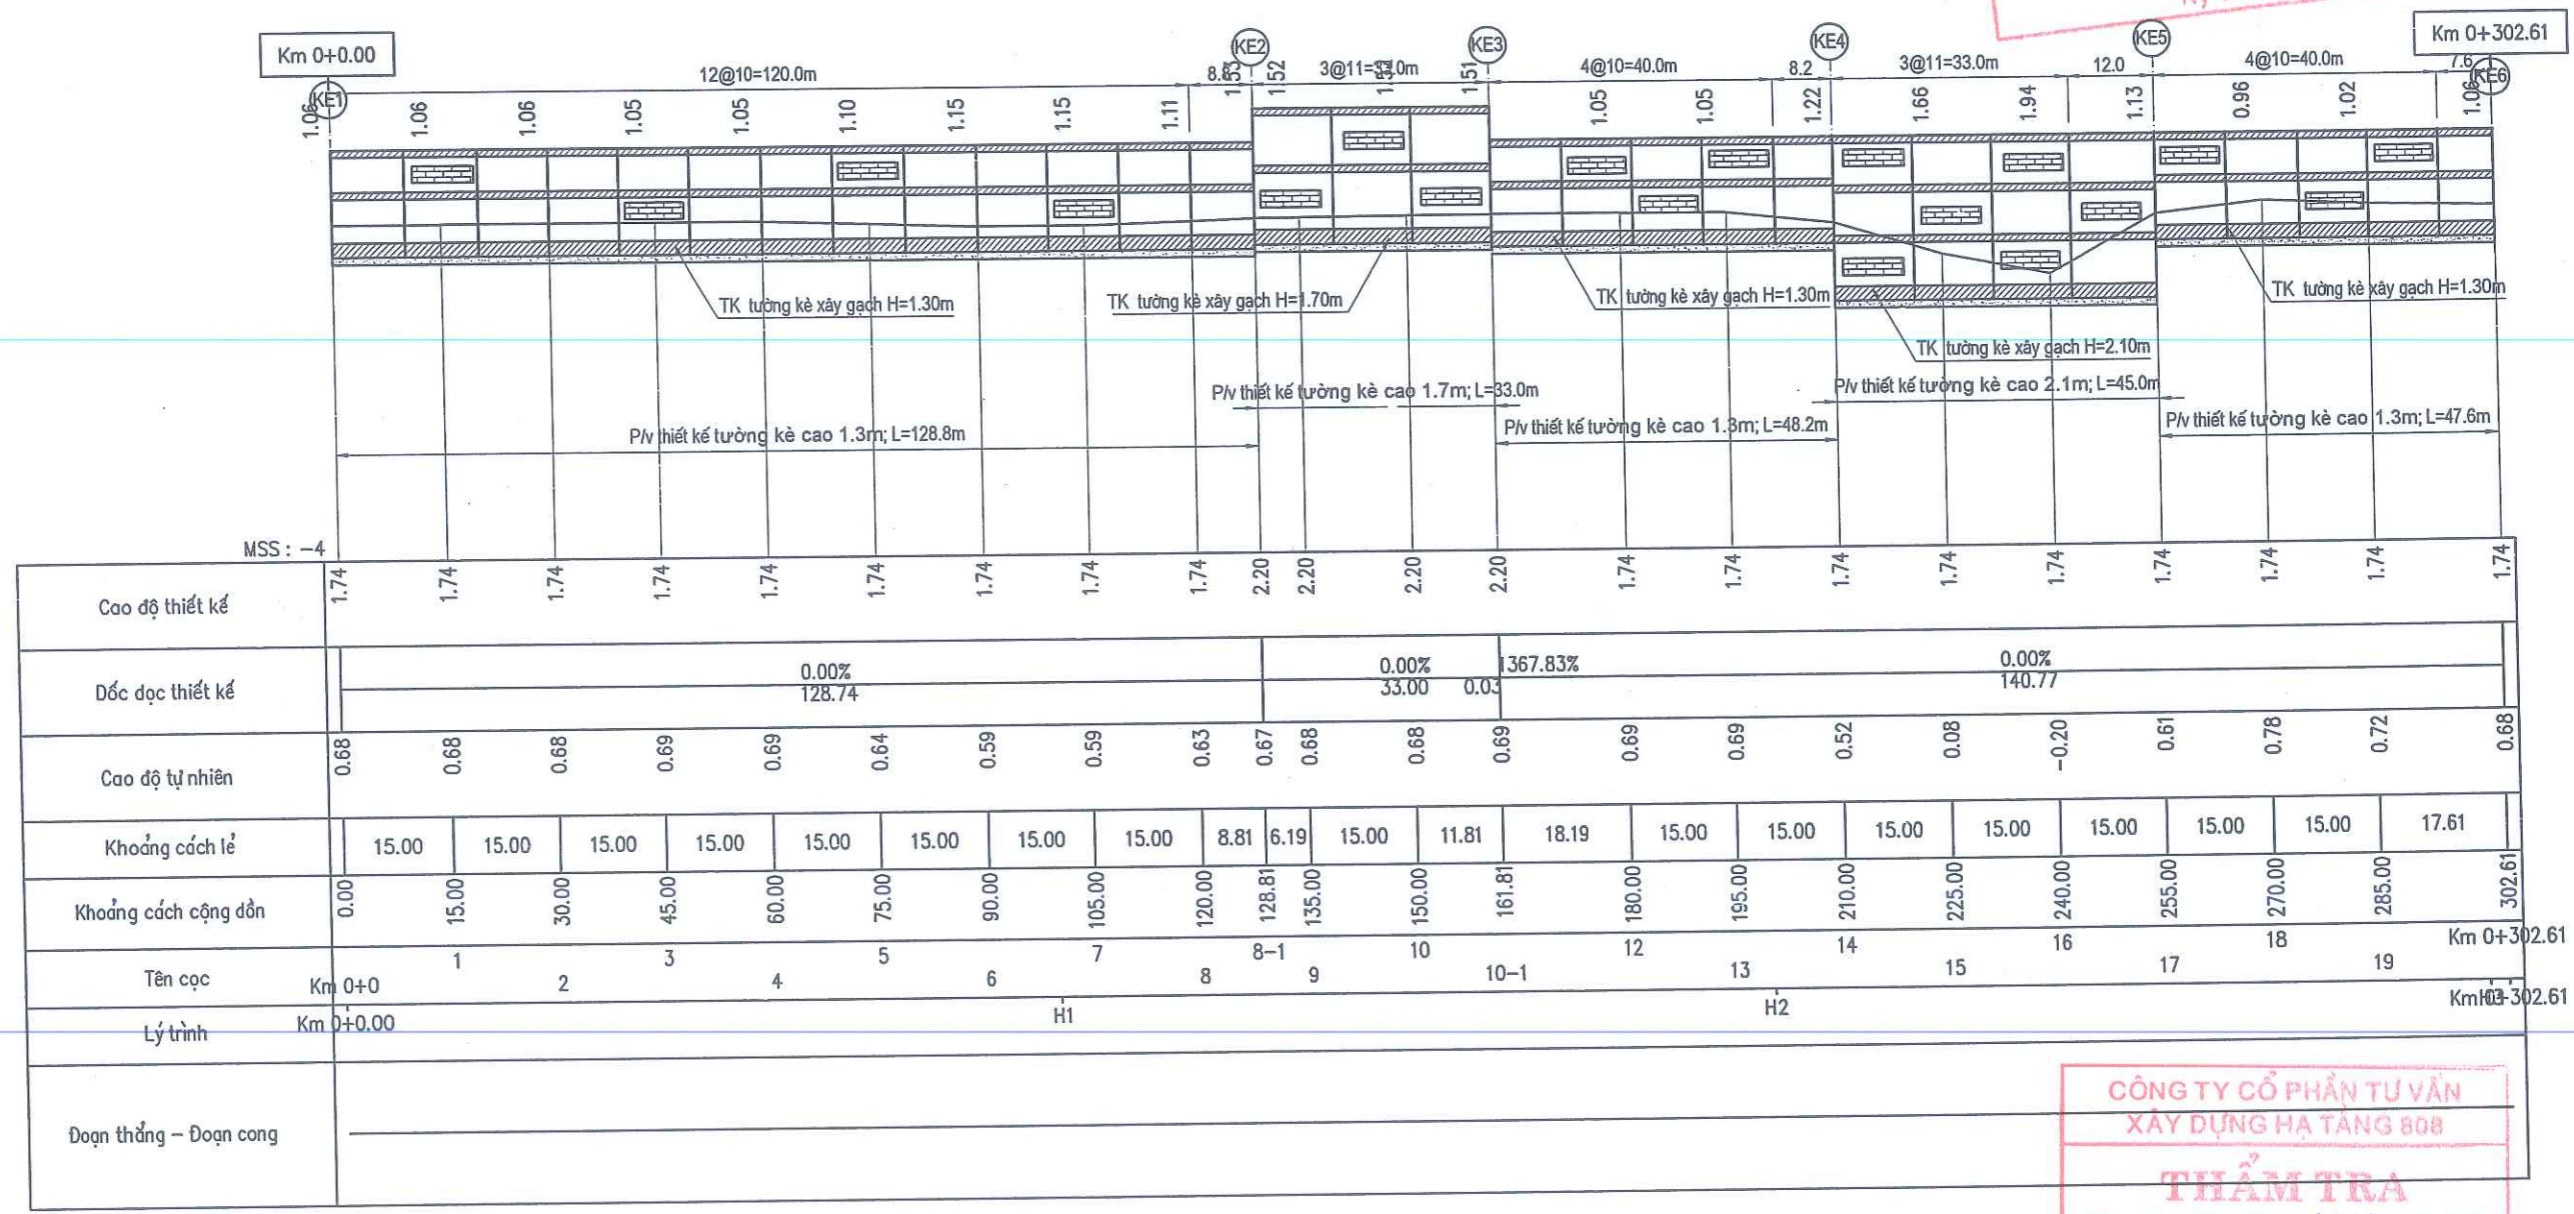 Km 0+0.00
Km 0+302.61
KE1
KE2
KE3
KE4
KE5
KE6
12@10=120.0m
3@11=33.0m
4@10=40.0m
8.2
3@11=33.0m
12.0
4@10=40.0m
7.6
1.06
1.06
1.06
1.05
1.05
1.10
1.15
1.15
1.11
1.53
1.52
1.51
1.05
1.05
1.22
1.66
1.94
1.13
0.96
1.02
1.06
TK tường kè xây gạch H=1.30m
TK tường kè xây gạch H=1.70m
TK tường kè xây gạch H=1.30m
TK tường kè xây gạch H=2.10m
TK tường kè xây gạch H=1.30m
P/v thiết kế tường kè cao 1.3m; L=128.8m
P/v thiết kế tường kè cao 1.7m; L=33.0m
P/v thiết kế tường kè cao 1.3m; L=48.2m
P/v thiết kế tường kè cao 2.1m; L=45.0m
P/v thiết kế tường kè cao 1.3m; L=47.6m
MSS : -4
Cao độ thiết kế
1.74 1.74 1.74 1.74 1.74 1.74 1.74 1.74 1.74 2.20 2.20 2.20 2.20 1.74 1.74 1.74 1.74 1.74 1.74 1.74 1.74 1.74
Dốc dọc thiết kế
0.00% 0.00% 1367.83% 0.00%
128.74 33.00 0.03 140.77
Cao độ tự nhiên
0.68 0.68 0.68 0.69 0.69 0.64 0.59 0.59 0.63 0.67 0.68 0.68 0.69 0.69 0.69 0.52 0.08 -0.20 0.61 0.78 0.72 0.68
Khoảng cách lẻ
15.00 15.00 15.00 15.00 15.00 15.00 15.00 15.00 8.81 6.19 15.00 11.81 18.19 15.00 15.00 15.00 15.00 15.00 15.00 15.00 17.61
Khoảng cách cộng dồn
0.00 15.00 30.00 45.00 60.00 75.00 90.00 105.00 120.00 128.81 135.00 150.00 161.81 180.00 195.00 210.00 225.00 240.00 255.00 270.00 285.00 302.61
Tên cọc
Km 0+0 1 2 3 4 5 6 7 8 8-1 9 10 10-1 12 13 14 15 16 17 18 19 Km 0+302.61
Lý trình
Km 0+0.00 H1 H2
Đoạn thẳng – Đoạn cong
CÔNG TY CỔ PHẦN TƯ VẤN
XÂY DỰNG HẠ TẦNG 808
THẨM TRA